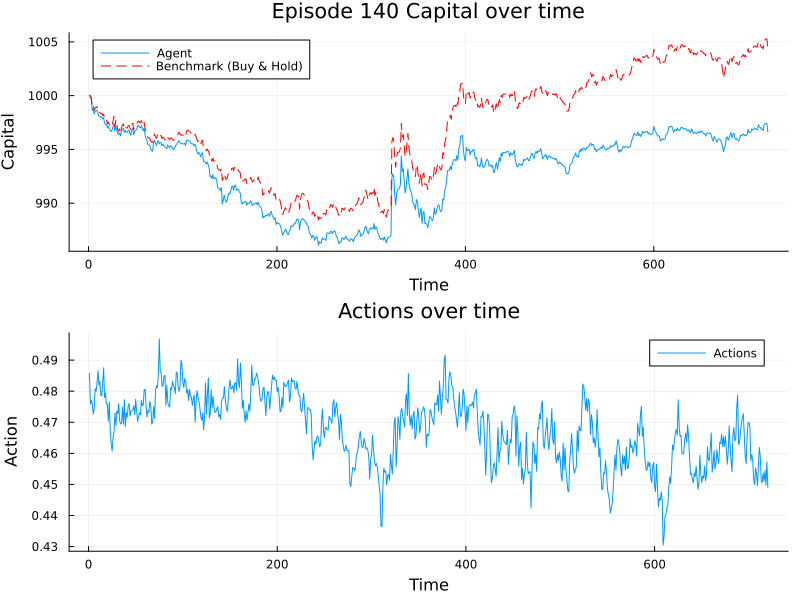 Episode 140 Capital over time
Capital
1005
1000
995
990
Agent
Benchmark (Buy & Hold)
0
200
400
600
Time
Actions over time
Action
0.49
0.48
0.47
0.46
0.45
0.44
0.43
Actions
0
200
400
600
Time